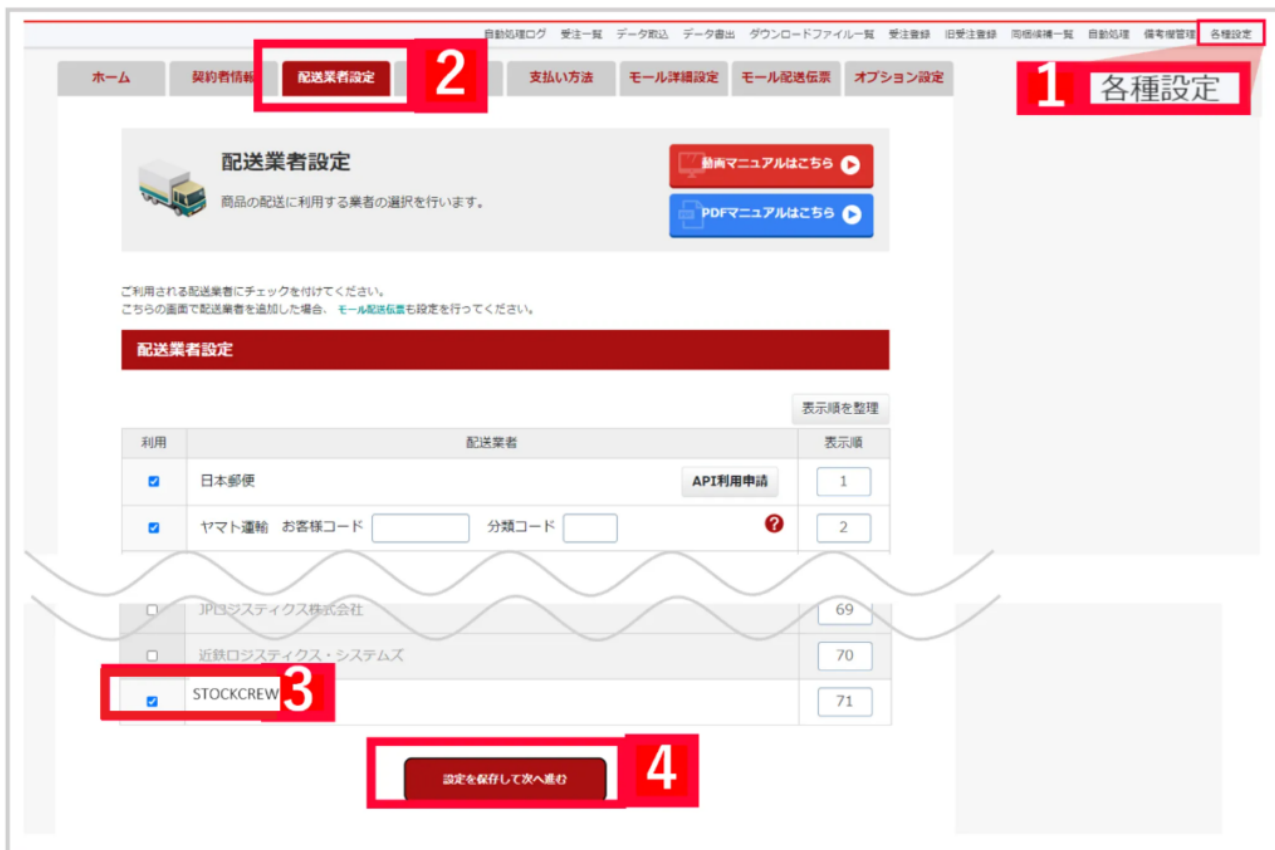 自動処理ログ 受注一覧 データ取込 データ書出 ダウンロードファイル一覧 受注登録 旧受注登録 同梱候補一覧 自動処理 備考欄管理 各種設定
1 各種設定
ホーム 契約者情報 配送業者設定 2 支払い方法 モール詳細設定 モール配送伝票 オプション設定
配送業者設定
商品の配送に利用する業者の選択を行います。
動画マニュアルはこちら
PDFマニュアルはこちら
ご利用される配送業者にチェックを付けてください。
こちらの画面で配送業者を追加した場合、 モール配送伝票も設定を行ってください。
配送業者設定
表示順を整理
利用 配送業者 表示順
日本郵便 API利用申請 1
ヤマト運輸 お客様コード 分類コード ? 2
JPロジスティクス株式会社 69
近鉄ロジスティクス・システムズ 70
STOCKCREW 3 71
設定を保存して次へ進む 4